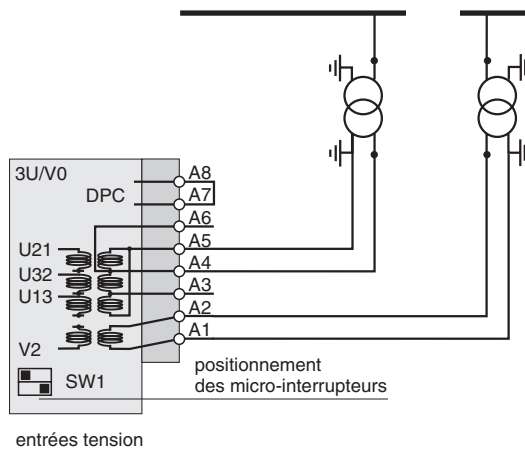 3U/V0
DPC
A8
A7
A6
A5
A4
A3
A2
A1
U21
U32
U13
V2
SW1
positionnement
des micro-interrupteurs
entrées tension